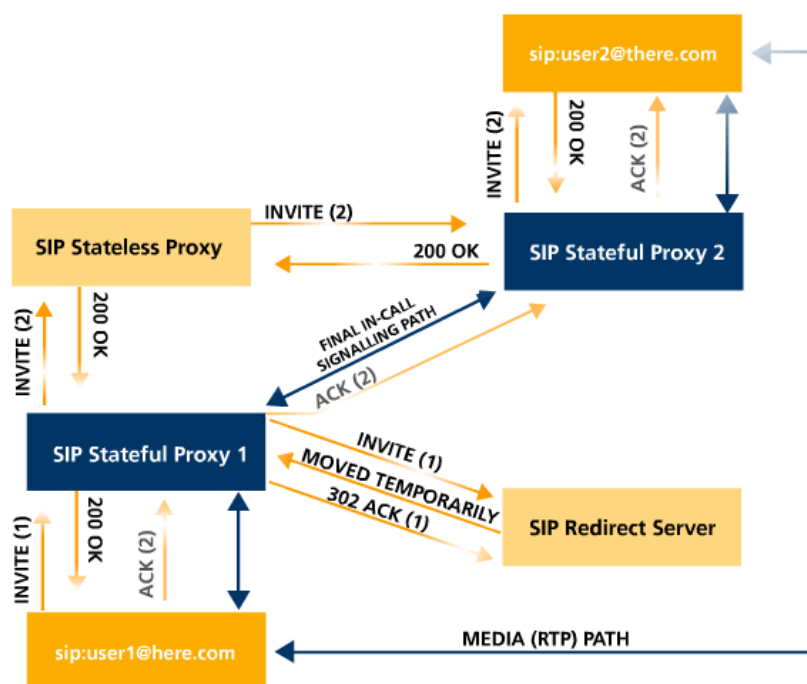 sip:user2@there.com
INVITE (2)
200 OK
ACK (2)
INVITE (2)
SIP Stateless Proxy
200 OK
SIP Stateful Proxy 2
INVITE (2)
200 OK
FINAL IN-CALL
SIGNALLING PATH
ACK (2)
SIP Stateful Proxy 1
INVITE (1)
MOVED TEMPORARILY
302 ACK (1)
SIP Redirect Server
INVITE (1)
200 OK
ACK (2)
sip:user1@here.com
MEDIA (RTP) PATH